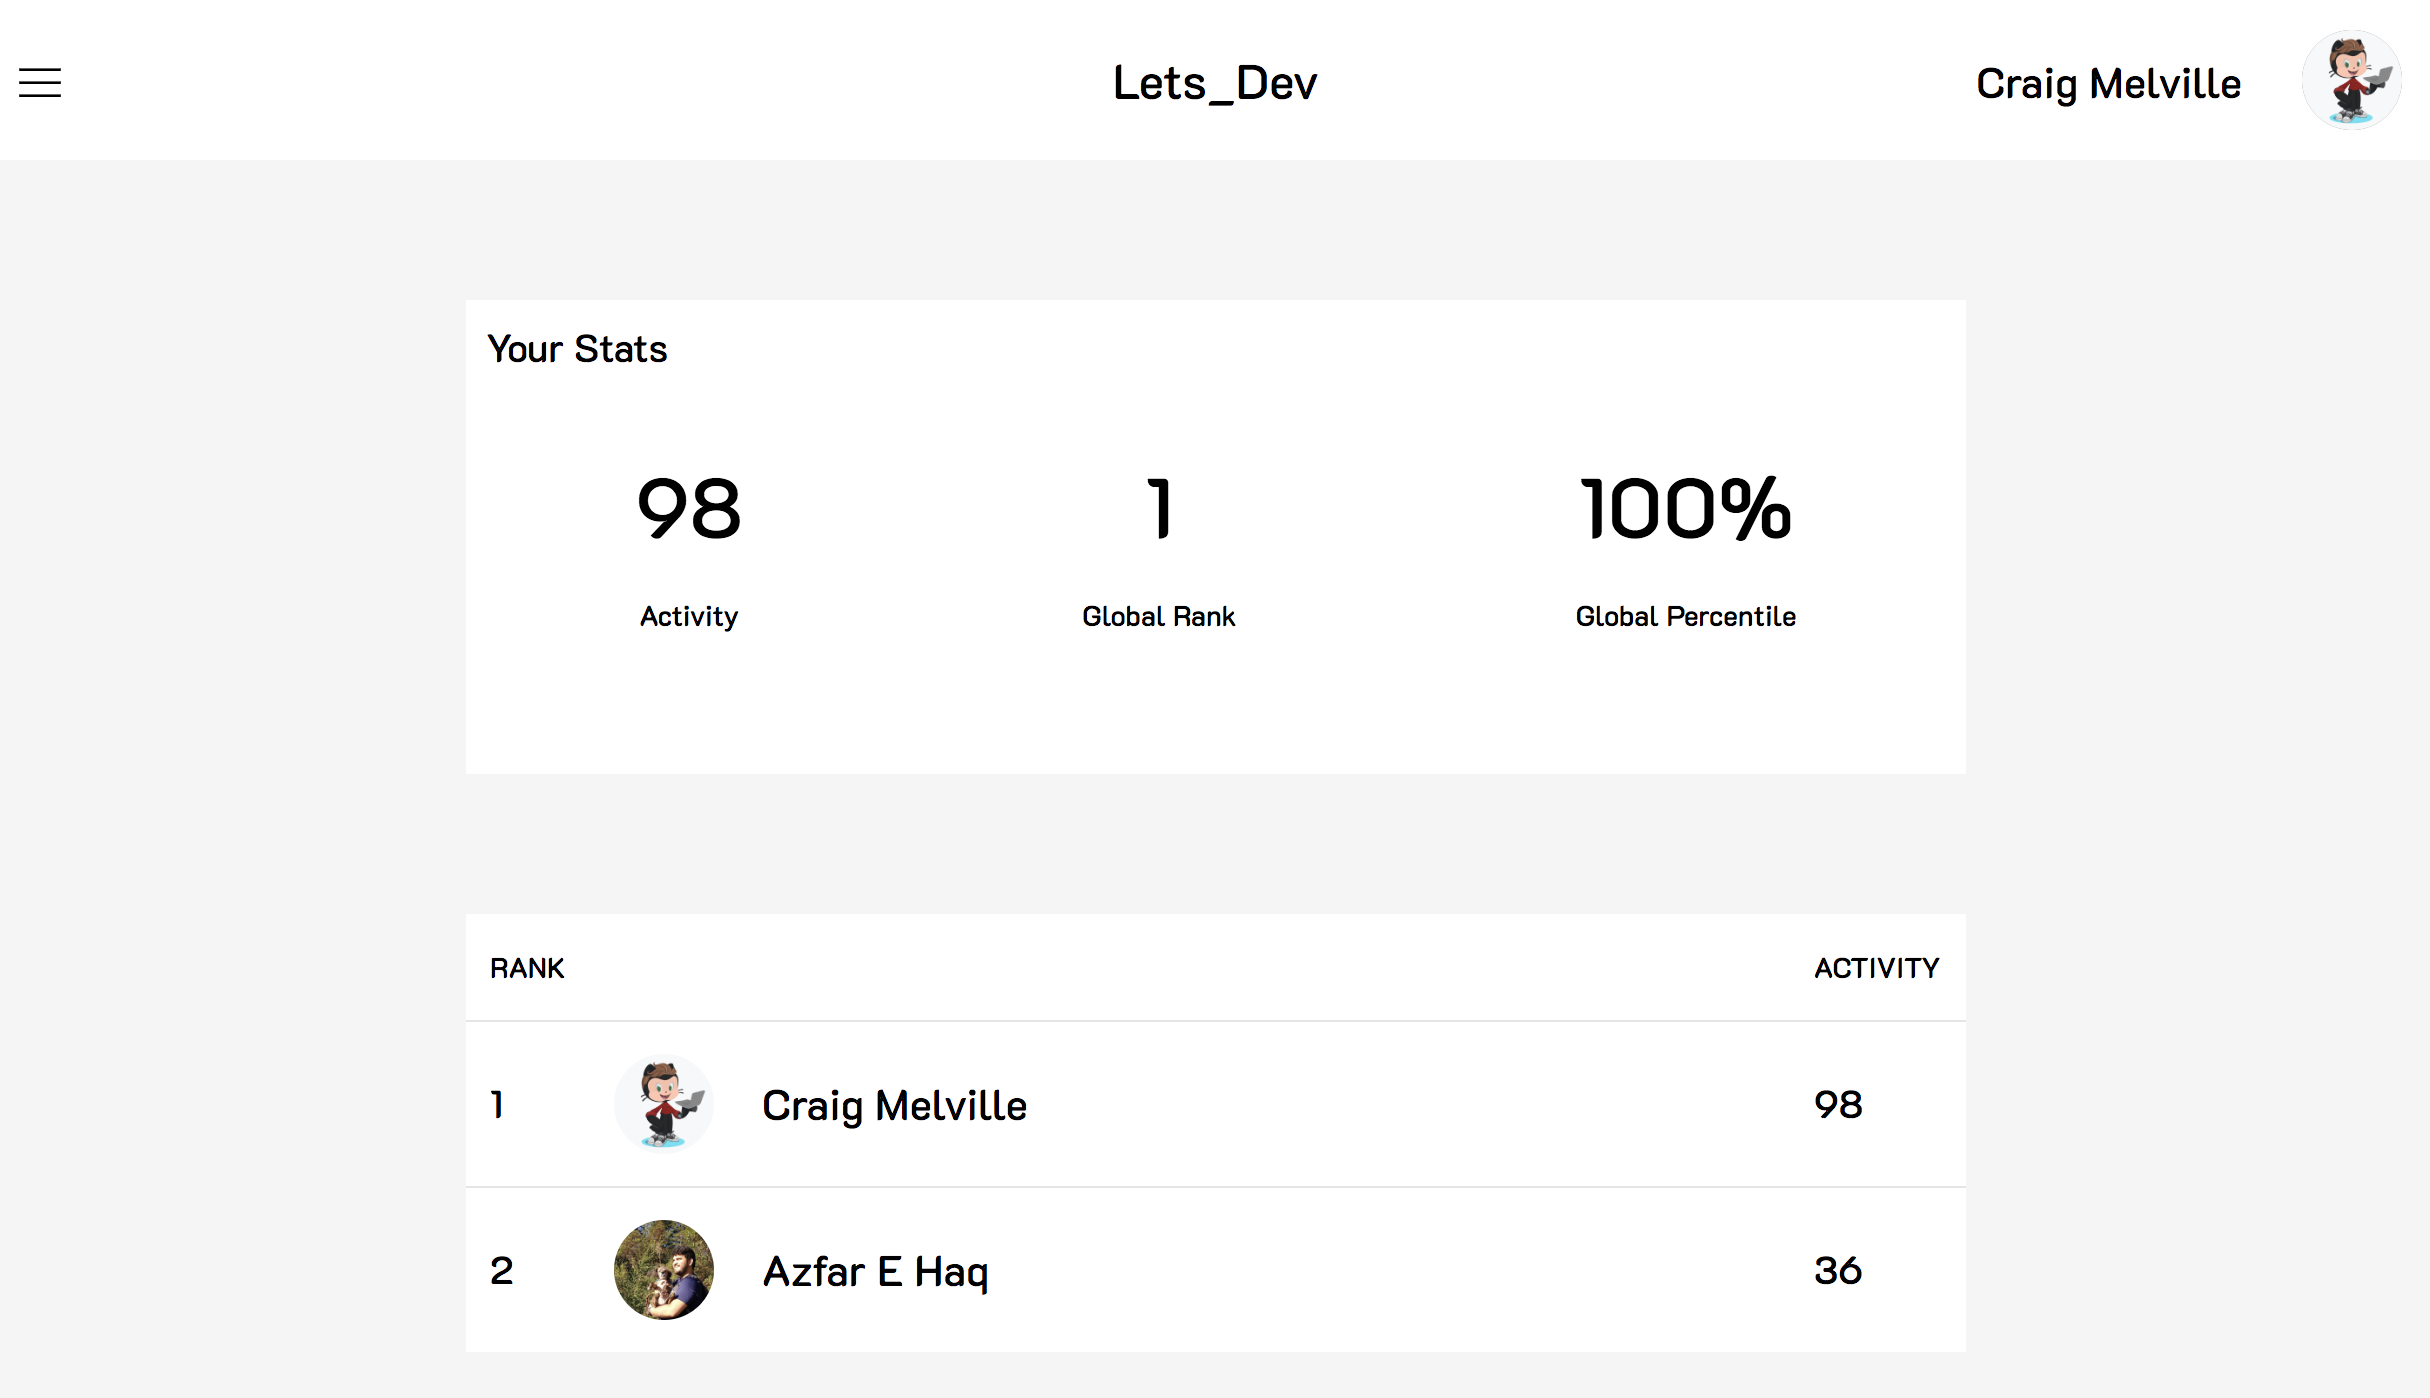 Lets_Dev
Craig Melville
Your Stats
98 1 100%
Activity Global Rank Global Percentile
RANK ACTIVITY
1 Craig Melville 98
2 Azfar E Haq 36